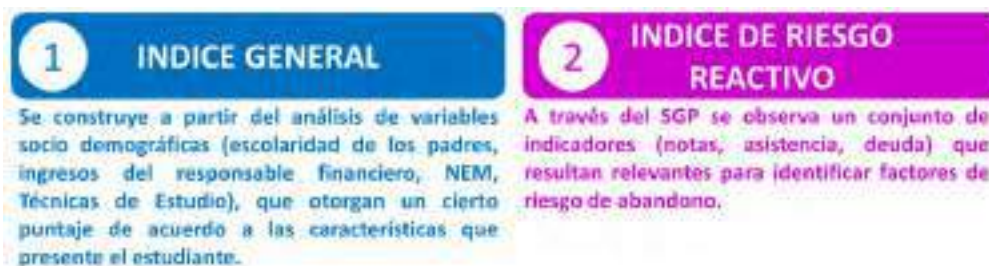 1
INDICE GENERAL
Se construye a partir del análisis de variables
socio demográficas (escolaridad de los padres,
ingresos del responsable financiero, NEM,
Técnicas de Estudio), que otorgan un cierto
puntaje de acuerdo a las características que
presente el estudiante.
2
INDICE DE RIESGO
REACTIVO
A través del SGP se observa un conjunto de
indicadores (notas, asistencia, deuda) que
resultan relevantes para identificar factores de
riesgo de abandono.